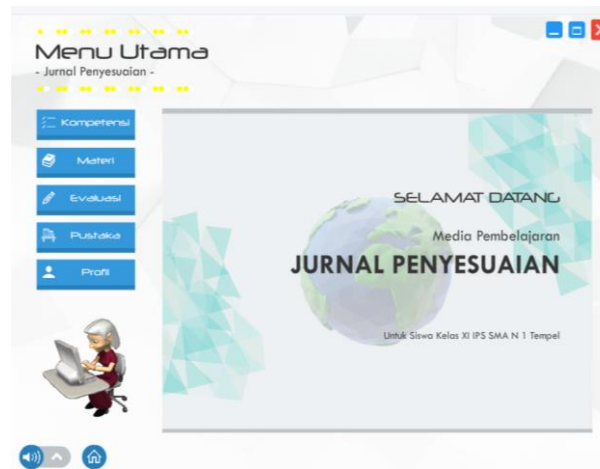 Menu Utama
- Jurnal Penyesuaian -
Kompetensi
Materi
Evaluasi
Pustaka
Profil
SELAMAT DATANG
Media Pembelajaran
JURNAL PENYESUAIAN
Untuk Siswa Kelas XI IPS SMA N 1 Tempel